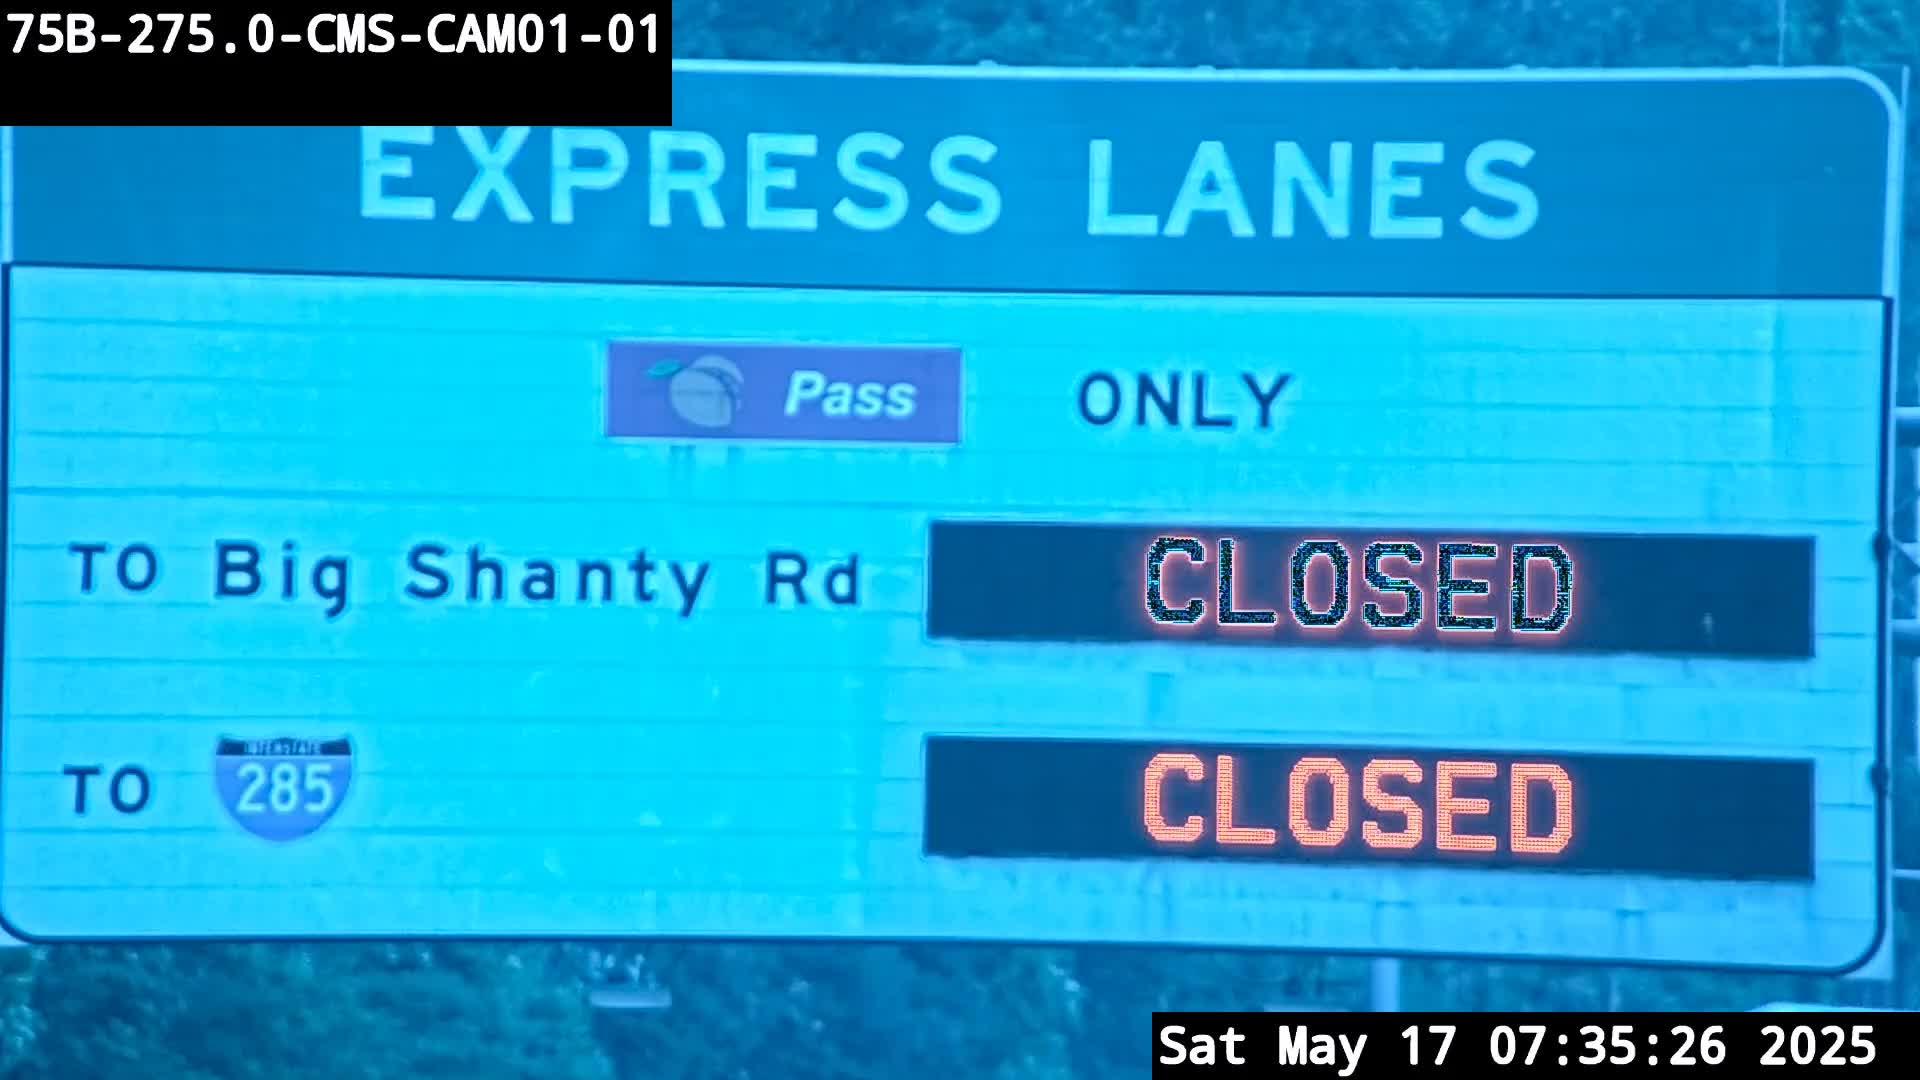 75B-275.0-CMS-CAM01-01
EXPRESS LANES
Pass ONLY
TO Big Shanty Rd CLOSED
INTERSTATE
TO 285 CLOSED
Sat May 17 07:35:26 2025